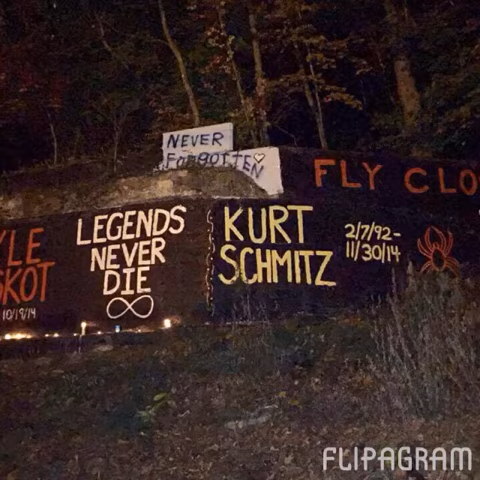 NEVER
FORGOTTEN
FLY CLO
YLE
SKOT
10/19/14
LEGENDS
NEVER
DIE
KURT
SCHMITZ
2/7/92-
11/30/14
FLIPAGRAM